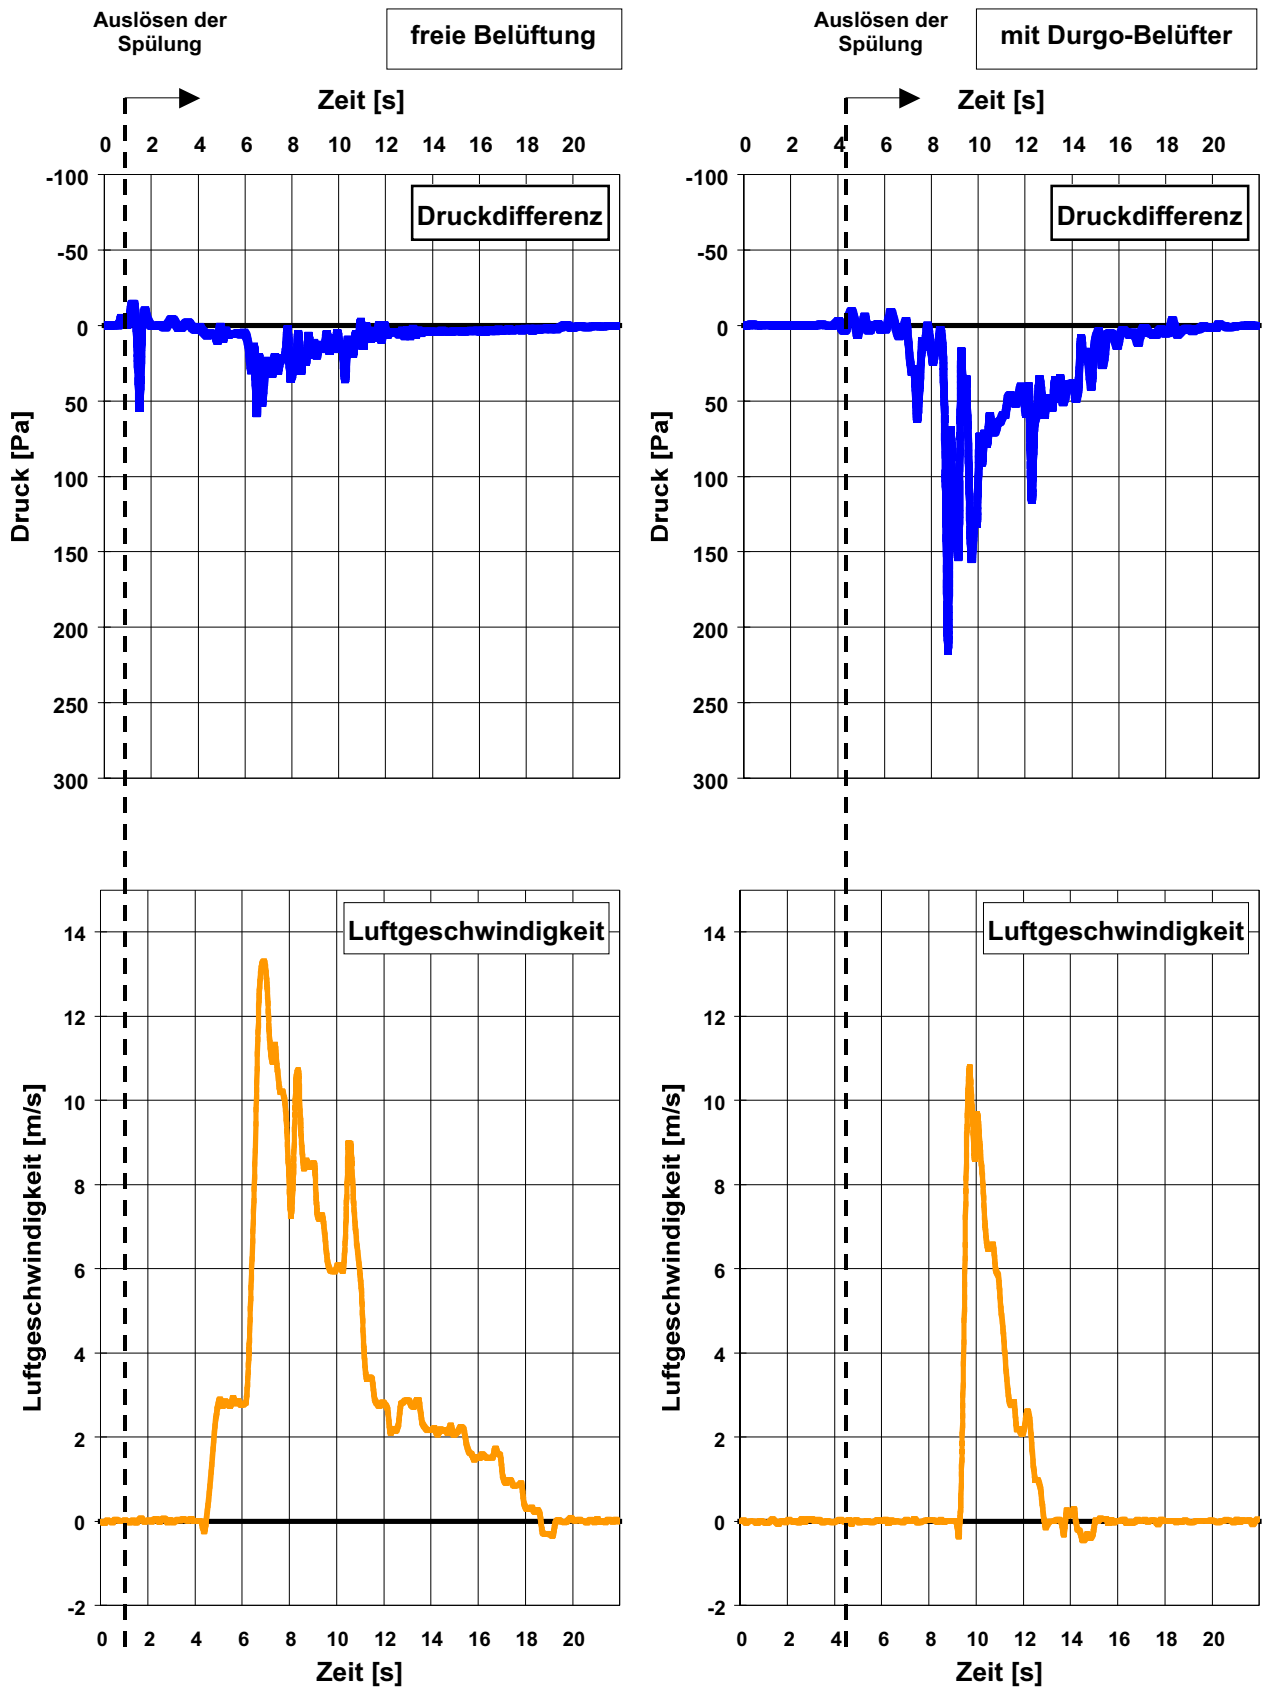 Auslösen der
Spülung
freie Belüftung
Zeit [s]
0 2 4 6 8 10 12 14 16 18 20
-100
-50
0
50
100
150
200
250
300
Druck [Pa]
Druckdifferenz
Auslösen der
Spülung
mit Durgo-Belüfter
Zeit [s]
0 2 4 6 8 10 12 14 16 18 20
-100
-50
0
50
100
150
200
250
300
Druck [Pa]
Druckdifferenz
14
12
10
8
6
4
2
0
-2
Luftgeschwindigkeit [m/s]
Luftgeschwindigkeit
0 2 4 6 8 10 12 14 16 18 20
Zeit [s]
14
12
10
8
6
4
2
0
-2
Luftgeschwindigkeit [m/s]
Luftgeschwindigkeit
0 2 4 6 8 10 12 14 16 18 20
Zeit [s]